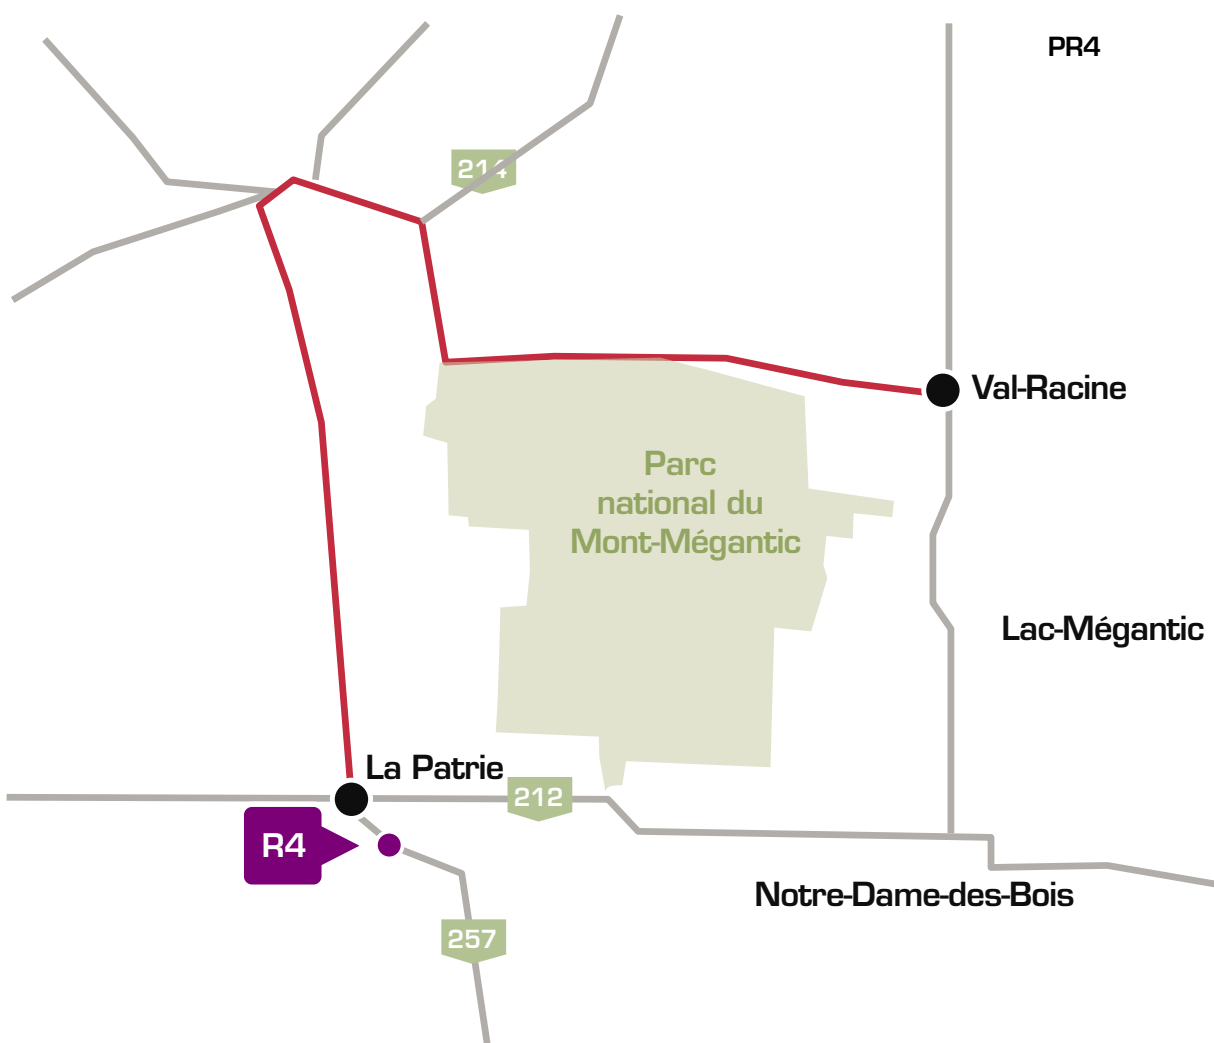 PR4
214
Val-Racine
Parc
national du
Mont-Mégantic
Lac-Mégantic
La Patrie
212
R4
Notre-Dame-des-Bois
257